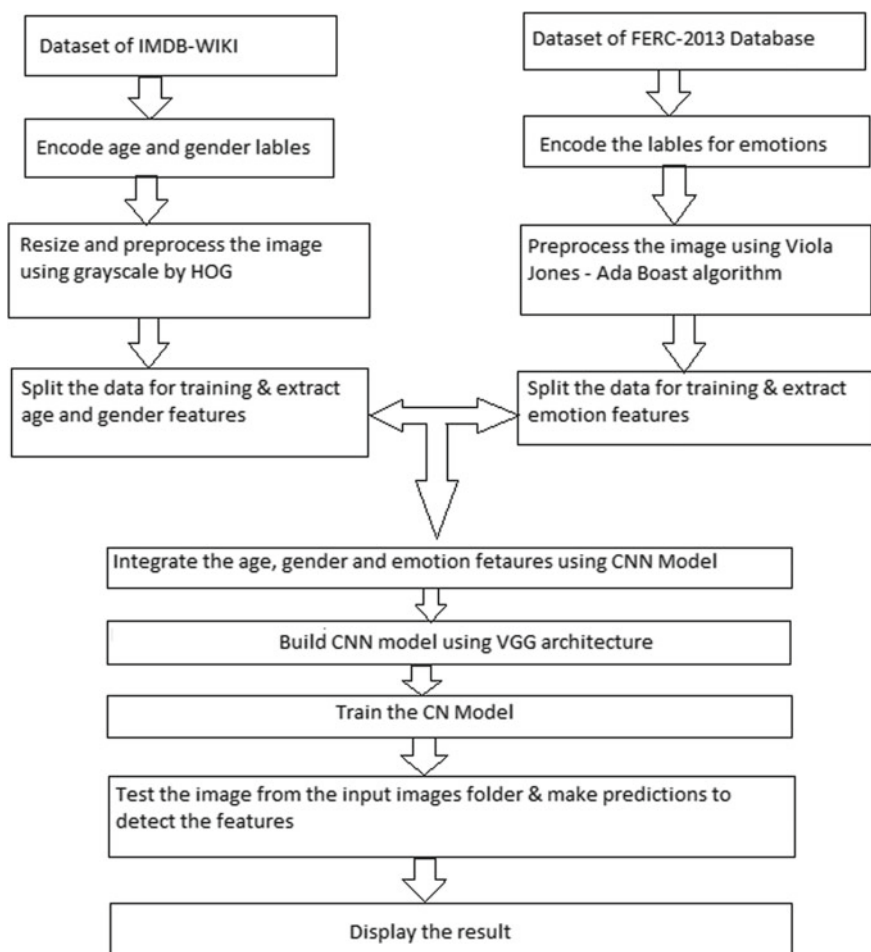 Dataset of IMDB-WIKI
Encode age and gender lables
Resize and preprocess the image
using grayscale by HOG
Split the data for training & extract
age and gender features
Dataset of FERC-2013 Database
Encode the lables for emotions
Preprocess the image using Viola
Jones - Ada Boast algorithm
Split the data for training & extract
emotion features
Integrate the age, gender and emotion fetaures using CNN Model
Build CNN model using VGG architecture
Train the CN Model
Test the image from the input images folder & make predictions to
detect the features
Display the result